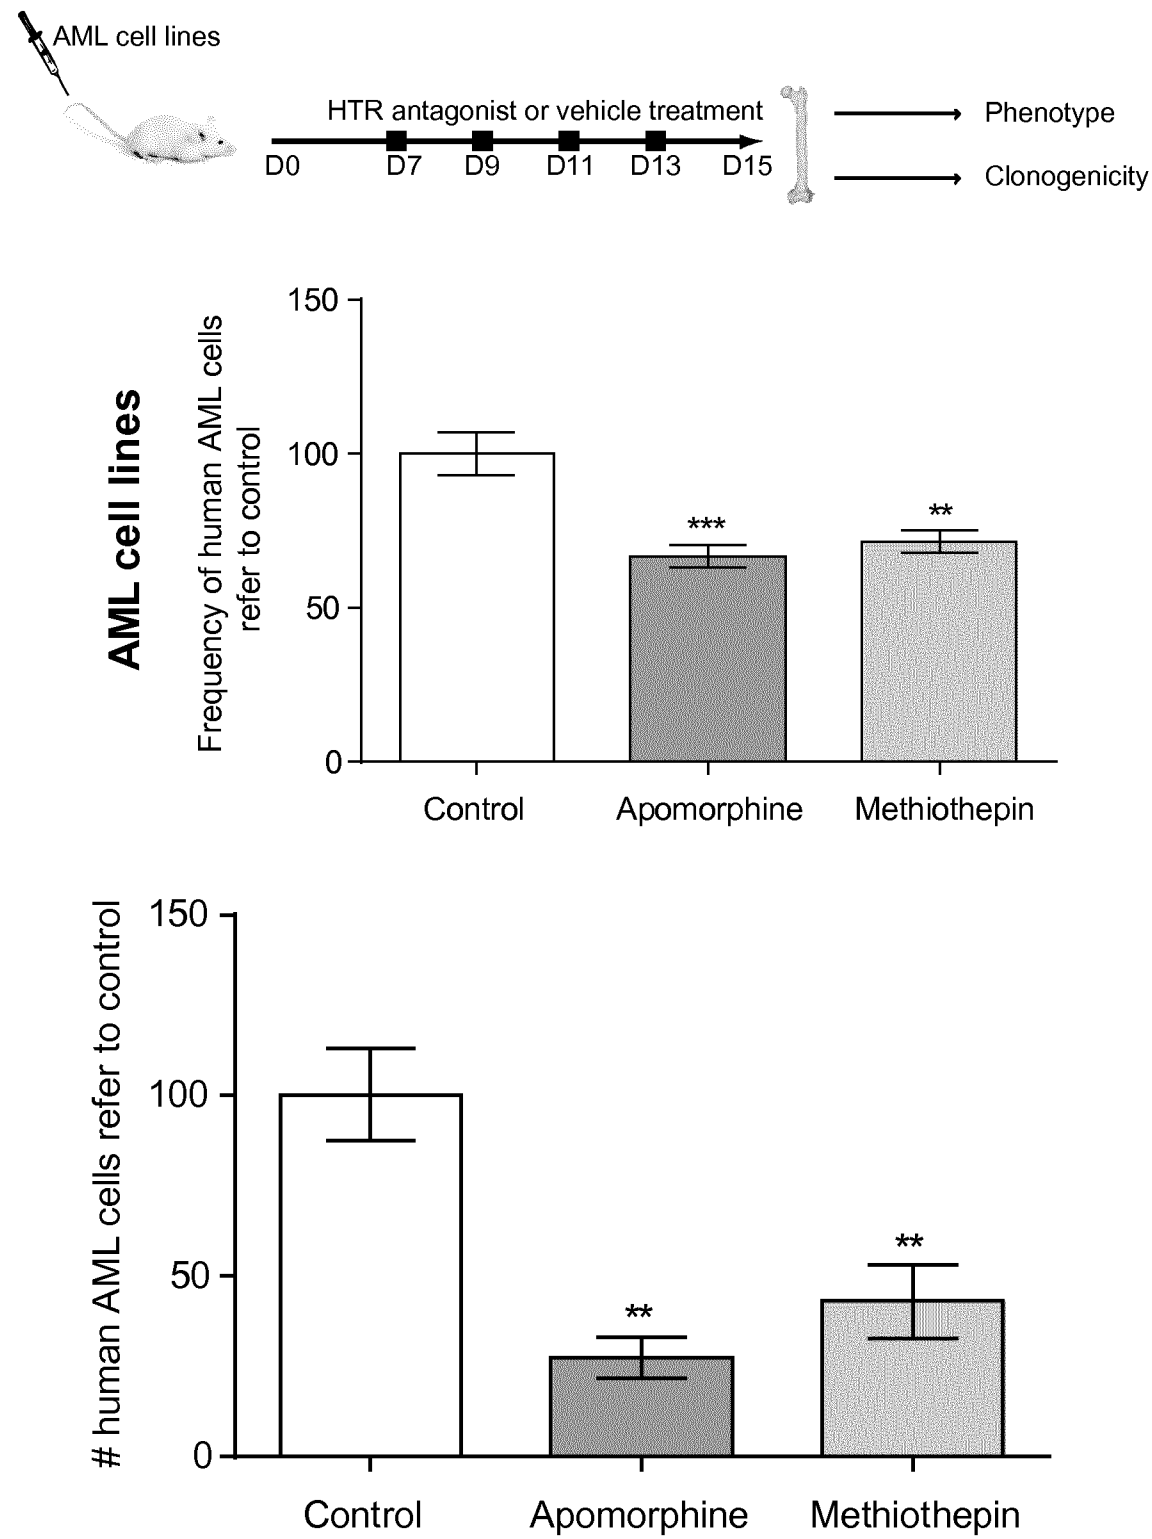 AML cell lines
HTR antagonist or vehicle treatment
D0 D7 D9 D11 D13 D15
Phenotype
Clonogenicity
AML cell lines
Frequency of human AML cells
refer to control
150
100
50
0
***
**
Control Apomorphine Methiothepin
# human AML cells refer to control
150
100
50
0
**
**
Control Apomorphine Methiothepin